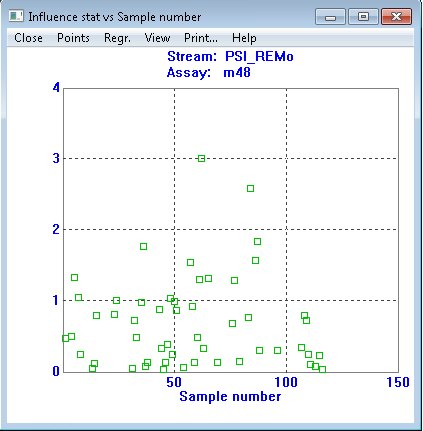 Influence stat vs Sample number
Close Points Regr. View Print... Help
Stream: PSI_REMo
Assay: m48
4
3
2
1
0
50 100 150
Sample number